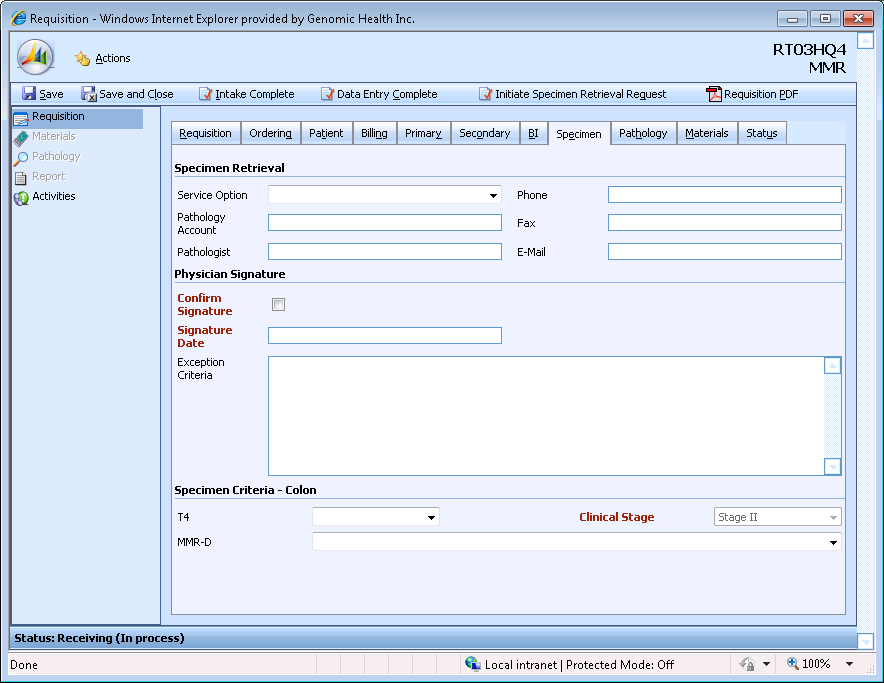 Requisition - Windows Internet Explorer provided by Genomic Health Inc.
Actions
RT03HQ4
MMR
Save
Save and Close
Intake Complete
Data Entry Complete
Initiate Specimen Retrieval Request
Requisition PDF
Requisition
Materials
Pathology
Report
Activities
Requisition
Ordering
Patient
Billing
Primary
Secondary
BI
Specimen
Pathology
Materials
Status
Specimen Retrieval
Service Option
Phone
Pathology
Account
Fax
Pathologist
E-Mail
Physician Signature
Confirm
Signature
Signature
Date
Exception
Criteria
Specimen Criteria - Colon
T4
Clinical Stage
Stage II
MMR-D
Status: Receiving (In process)
Done
Local intranet | Protected Mode: Off
100%